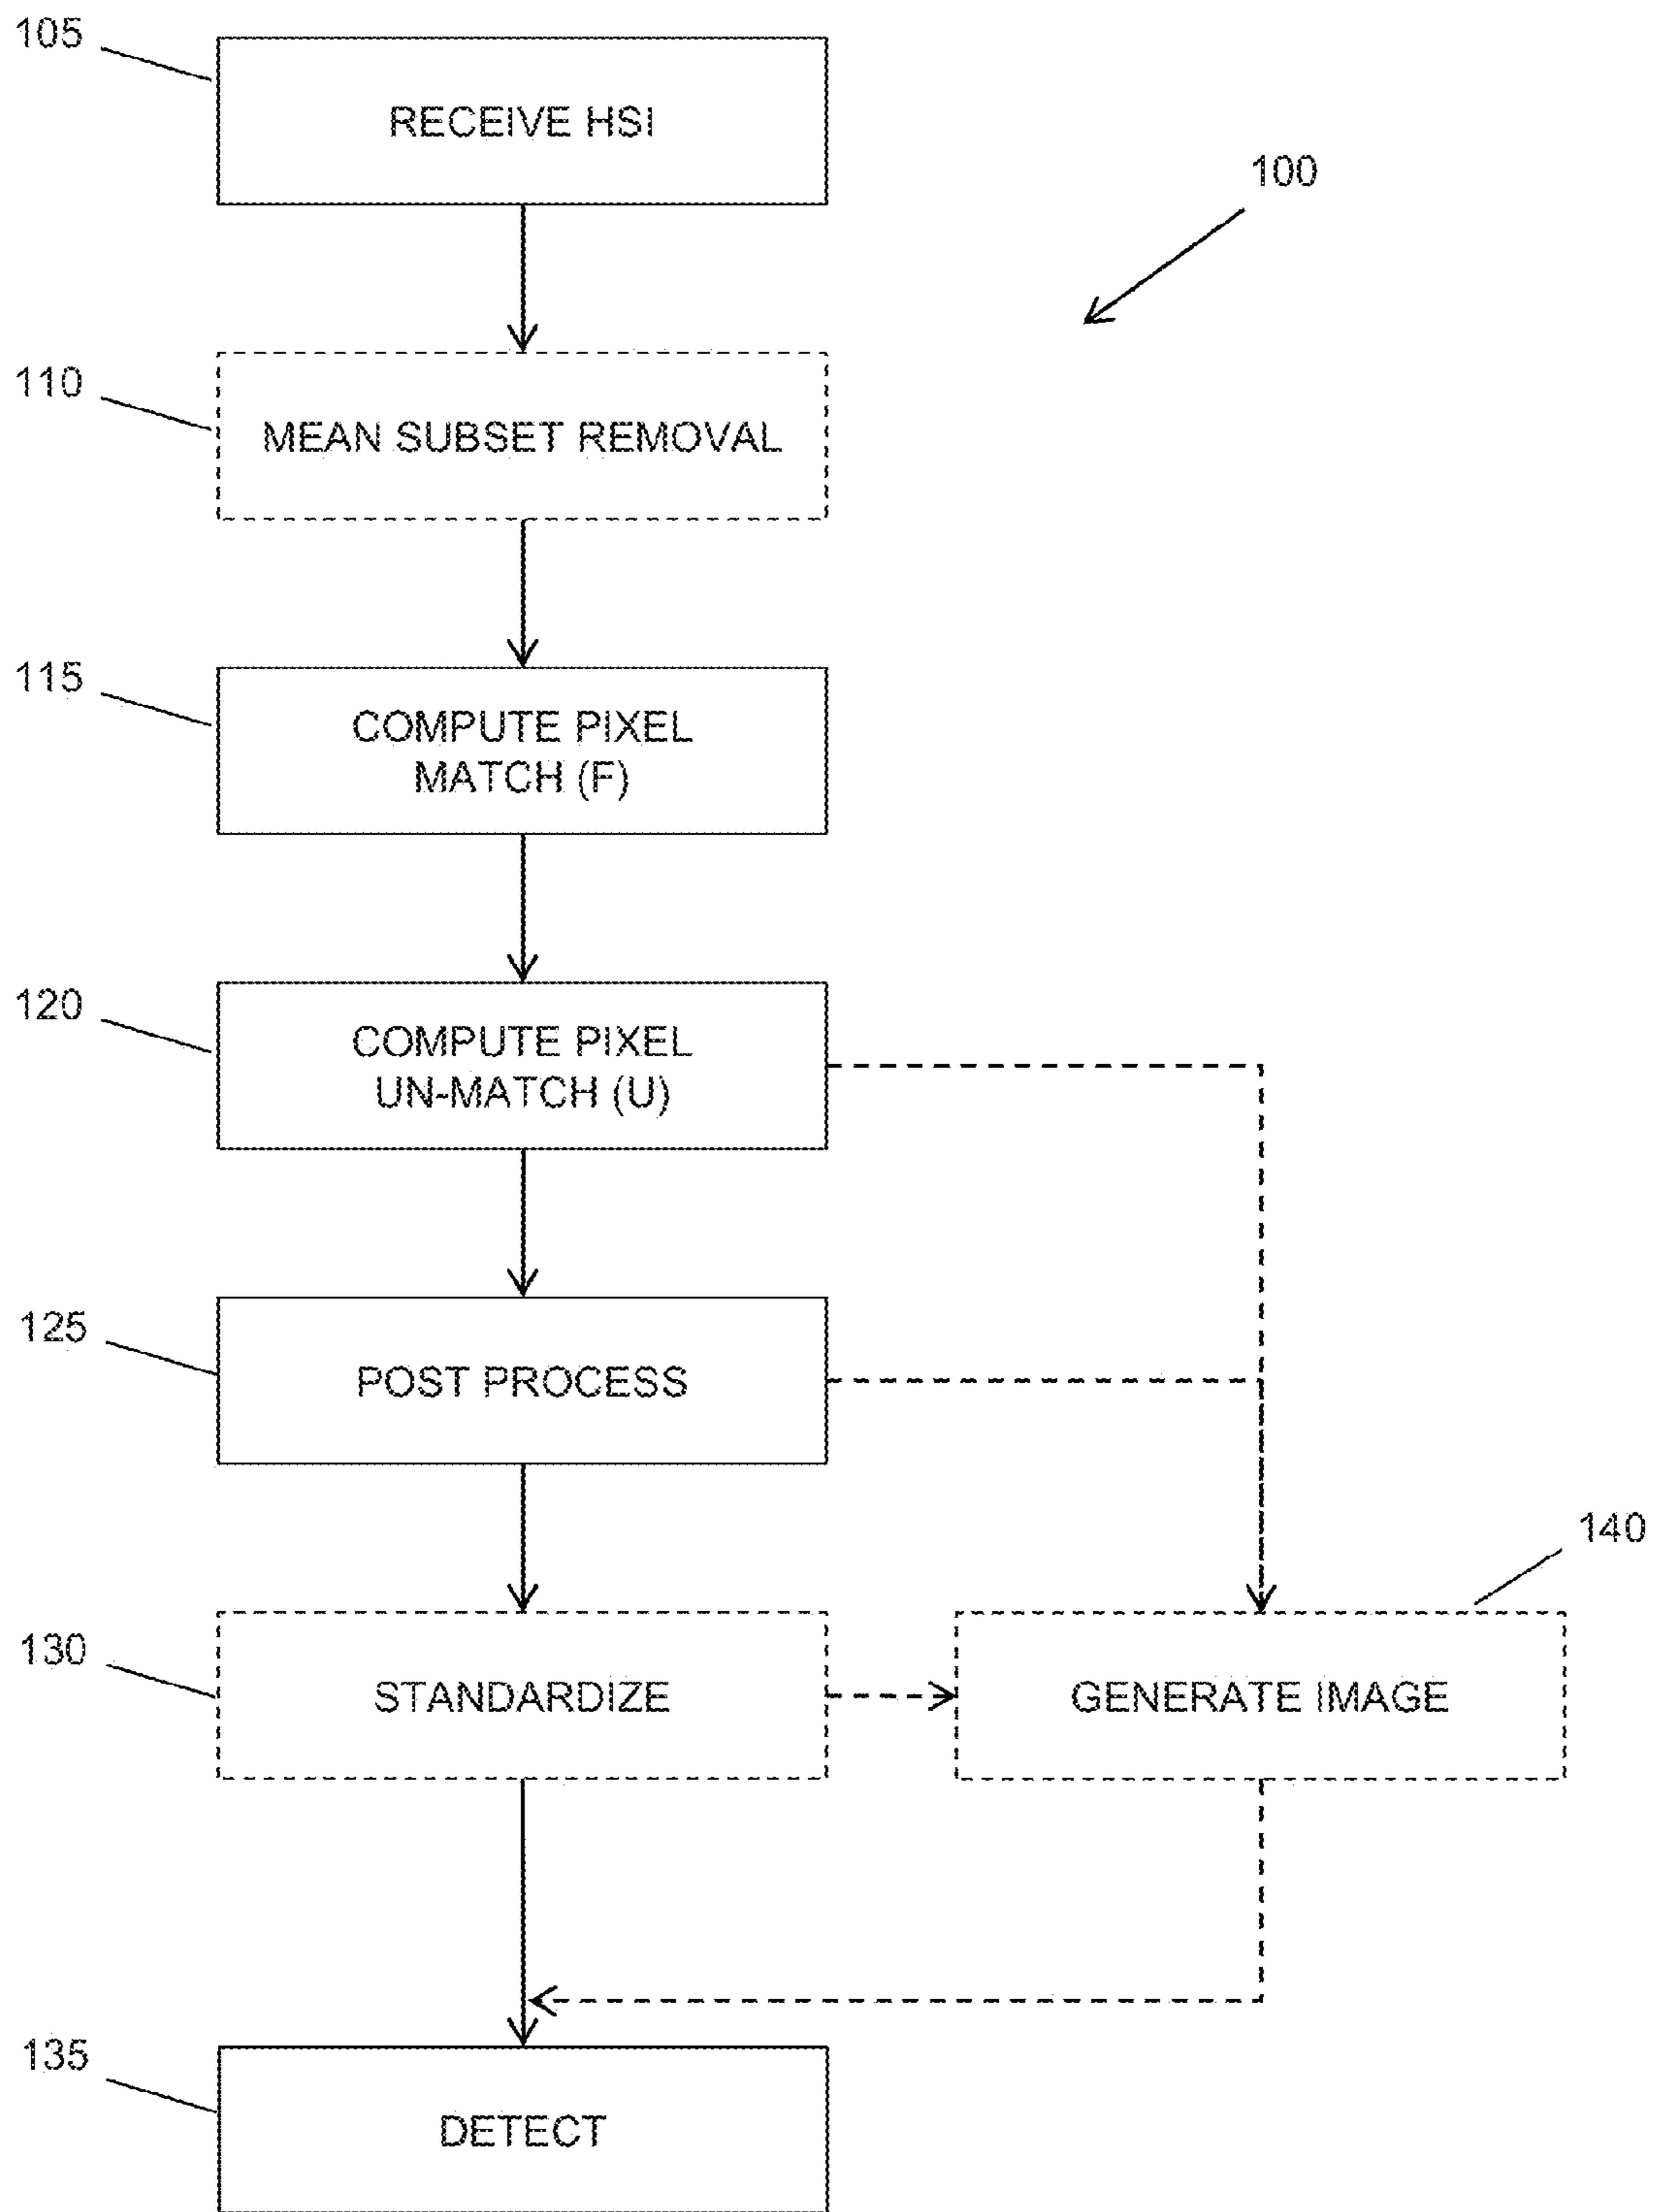 105
RECEIVE HSI
100
110
MEAN SUBSET REMOVAL
115
COMPUTE PIXEL
MATCH (F)
120
COMPUTE PIXEL
UN-MATCH (U)
125
POST PROCESS
140
130
STANDARDIZE
GENERATE IMAGE
135
DETECT